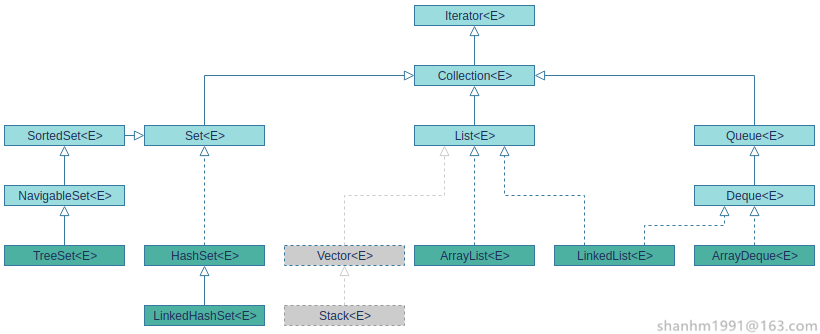 Iterator<E>
Collection<E>
SortedSet<E>
Set<E>
List<E>
Queue<E>
NavigableSet<E>
Deque<E>
TreeSet<E>
HashSet<E>
Vector<E>
ArrayList<E>
LinkedList<E>
ArrayDeque<E>
LinkedHashSet<E>
Stack<E>
shanhm1991@163.com